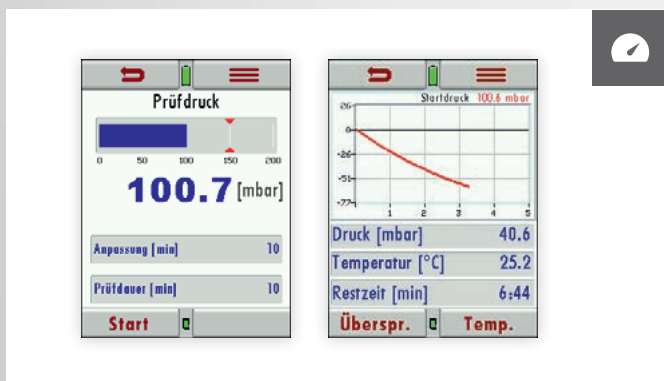 Prüfdruck
0 50 100 150 200
100.7 [mbar]
Anpassung [min] 10
Prüfdauer [min] 10
Start
Startdruck 100.6 mbar
26
0
-26
-51
-77
1 2 3 4 5
Druck [mbar] 40.6
Temperatur [°C] 25.2
Restzeit [min] 6:44
Überspr. Temp.